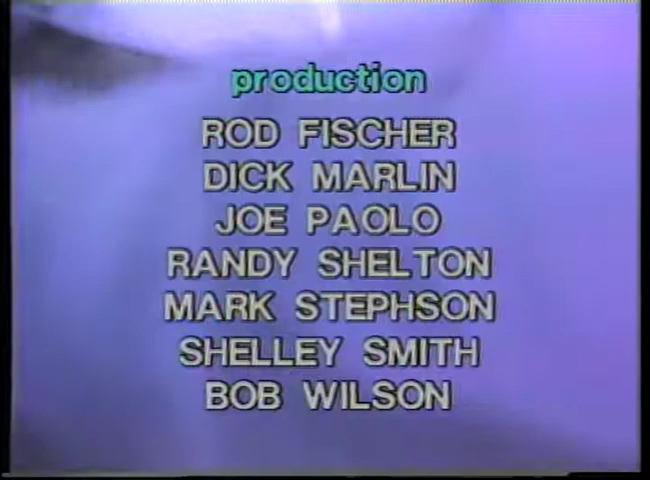 production
ROD FISCHER
DICK MARLIN
JOE PAOLO
RANDY SHELTON
MARK STEPHSON
SHELLEY SMITH
BOB WILSON